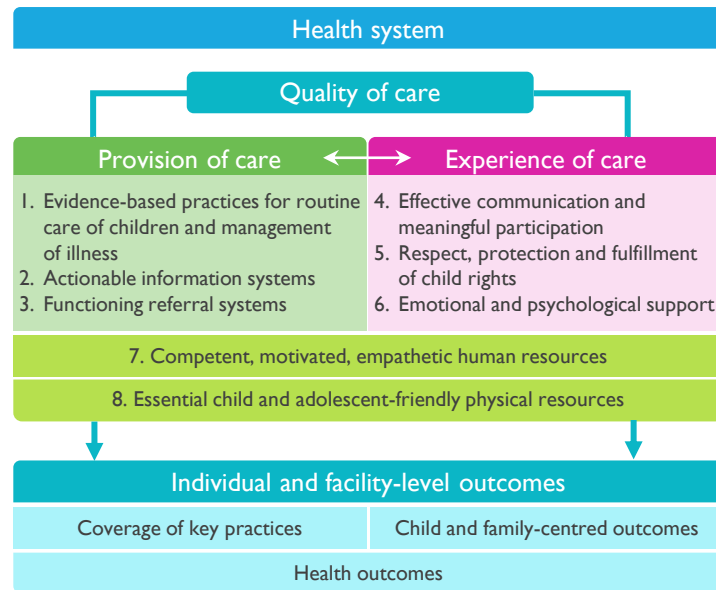 Health system
Quality of care
Provision of care
Experience of care
1. Evidence-based practices for routine
care of children and management
of illness
2. Actionable information systems
3. Functioning referral systems
4. Effective communication and
meaningful participation
5. Respect, protection and fulfillment
of child rights
6. Emotional and psychological support
7. Competent, motivated, empathetic human resources
8. Essential child and adolescent-friendly physical resources
Individual and facility-level outcomes
Coverage of key practices
Child and family-centred outcomes
Health outcomes